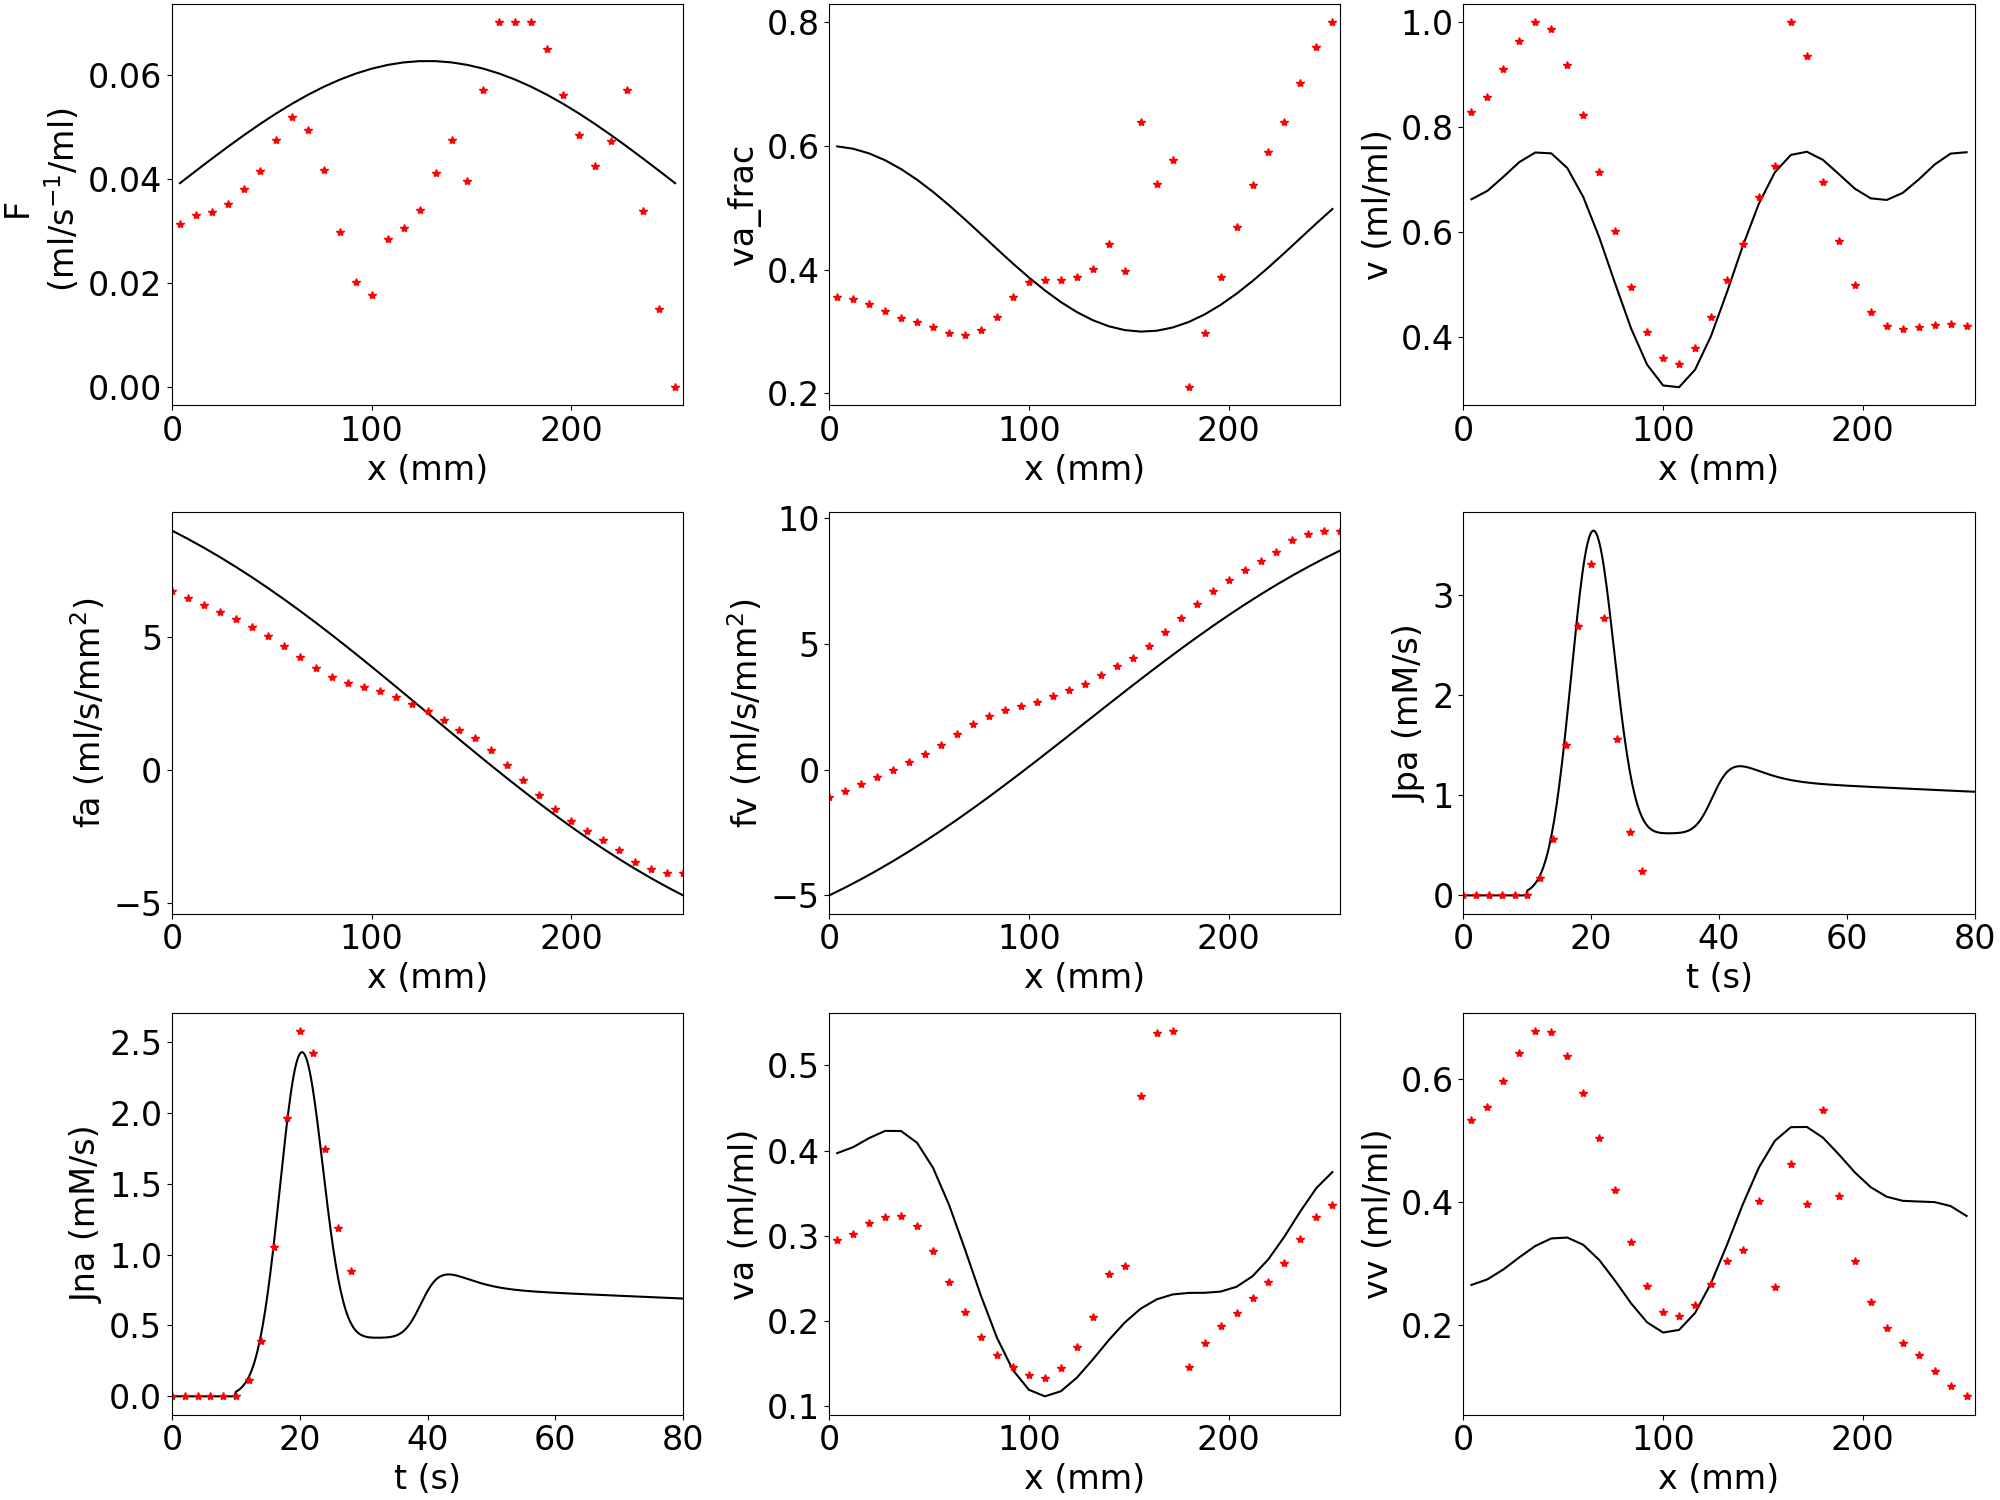 F
(ml/s⁻¹/ml)
0.06
0.04
0.02
0.00
0 100 200
x (mm)
va_frac
0.8
0.6
0.4
0.2
0 100 200
x (mm)
v (ml/ml)
1.0
0.8
0.6
0.4
0 100 200
x (mm)
fa (ml/s/mm²)
5
0
−5
0 100 200
x (mm)
fv (ml/s/mm²)
10
5
0
−5
0 100 200
x (mm)
Jpa (mM/s)
3
2
1
0
0 20 40 60 80
t (s)
Jna (mM/s)
2.5
2.0
1.5
1.0
0.5
0.0
0 20 40 60 80
t (s)
va (ml/ml)
0.5
0.4
0.3
0.2
0.1
0 100 200
x (mm)
vv (ml/ml)
0.6
0.4
0.2
0 100 200
x (mm)